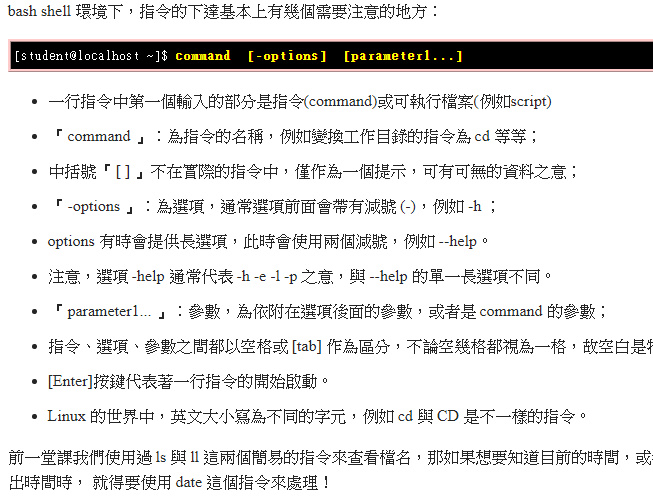 bash shell 環境下，指令的下達基本上有幾個需要注意的地方：
[student@localhost ~]$ command [-options] [parameter1...]
一行指令中第一個輸入的部分是指令(command)或可執行檔案(例如script)
『 command 』：為指令的名稱，例如變換工作目錄的指令為 cd 等等；
中括號『 [ ] 』不在實際的指令中，僅作為一個提示，可有可無的資料之意；
『 -options 』：為選項，通常選項前面會帶有減號 (-)，例如 -h ；
options 有時會提供長選項，此時會使用兩個減號，例如 --help。
注意，選項 -help 通常代表 -h -e -l -p 之意，與 --help 的單一長選項不同。
『 parameter1... 』：參數，為依附在選項後面的參數，或者是 command 的參數；
指令、選項、參數之間都以空格或 [tab] 作為區分，不論空幾格都視為一格，故空白是
[Enter]按鍵代表著一行指令的開始啟動。
Linux 的世界中，英文大小寫為不同的字元，例如 cd 與 CD 是不一樣的指令。
前一堂課我們使用過 ls 與 ll 這兩個簡易的指令來查看檔名，那如果想要知道目前的時間，或
出時間時， 就得要使用 date 這個指令來處理！